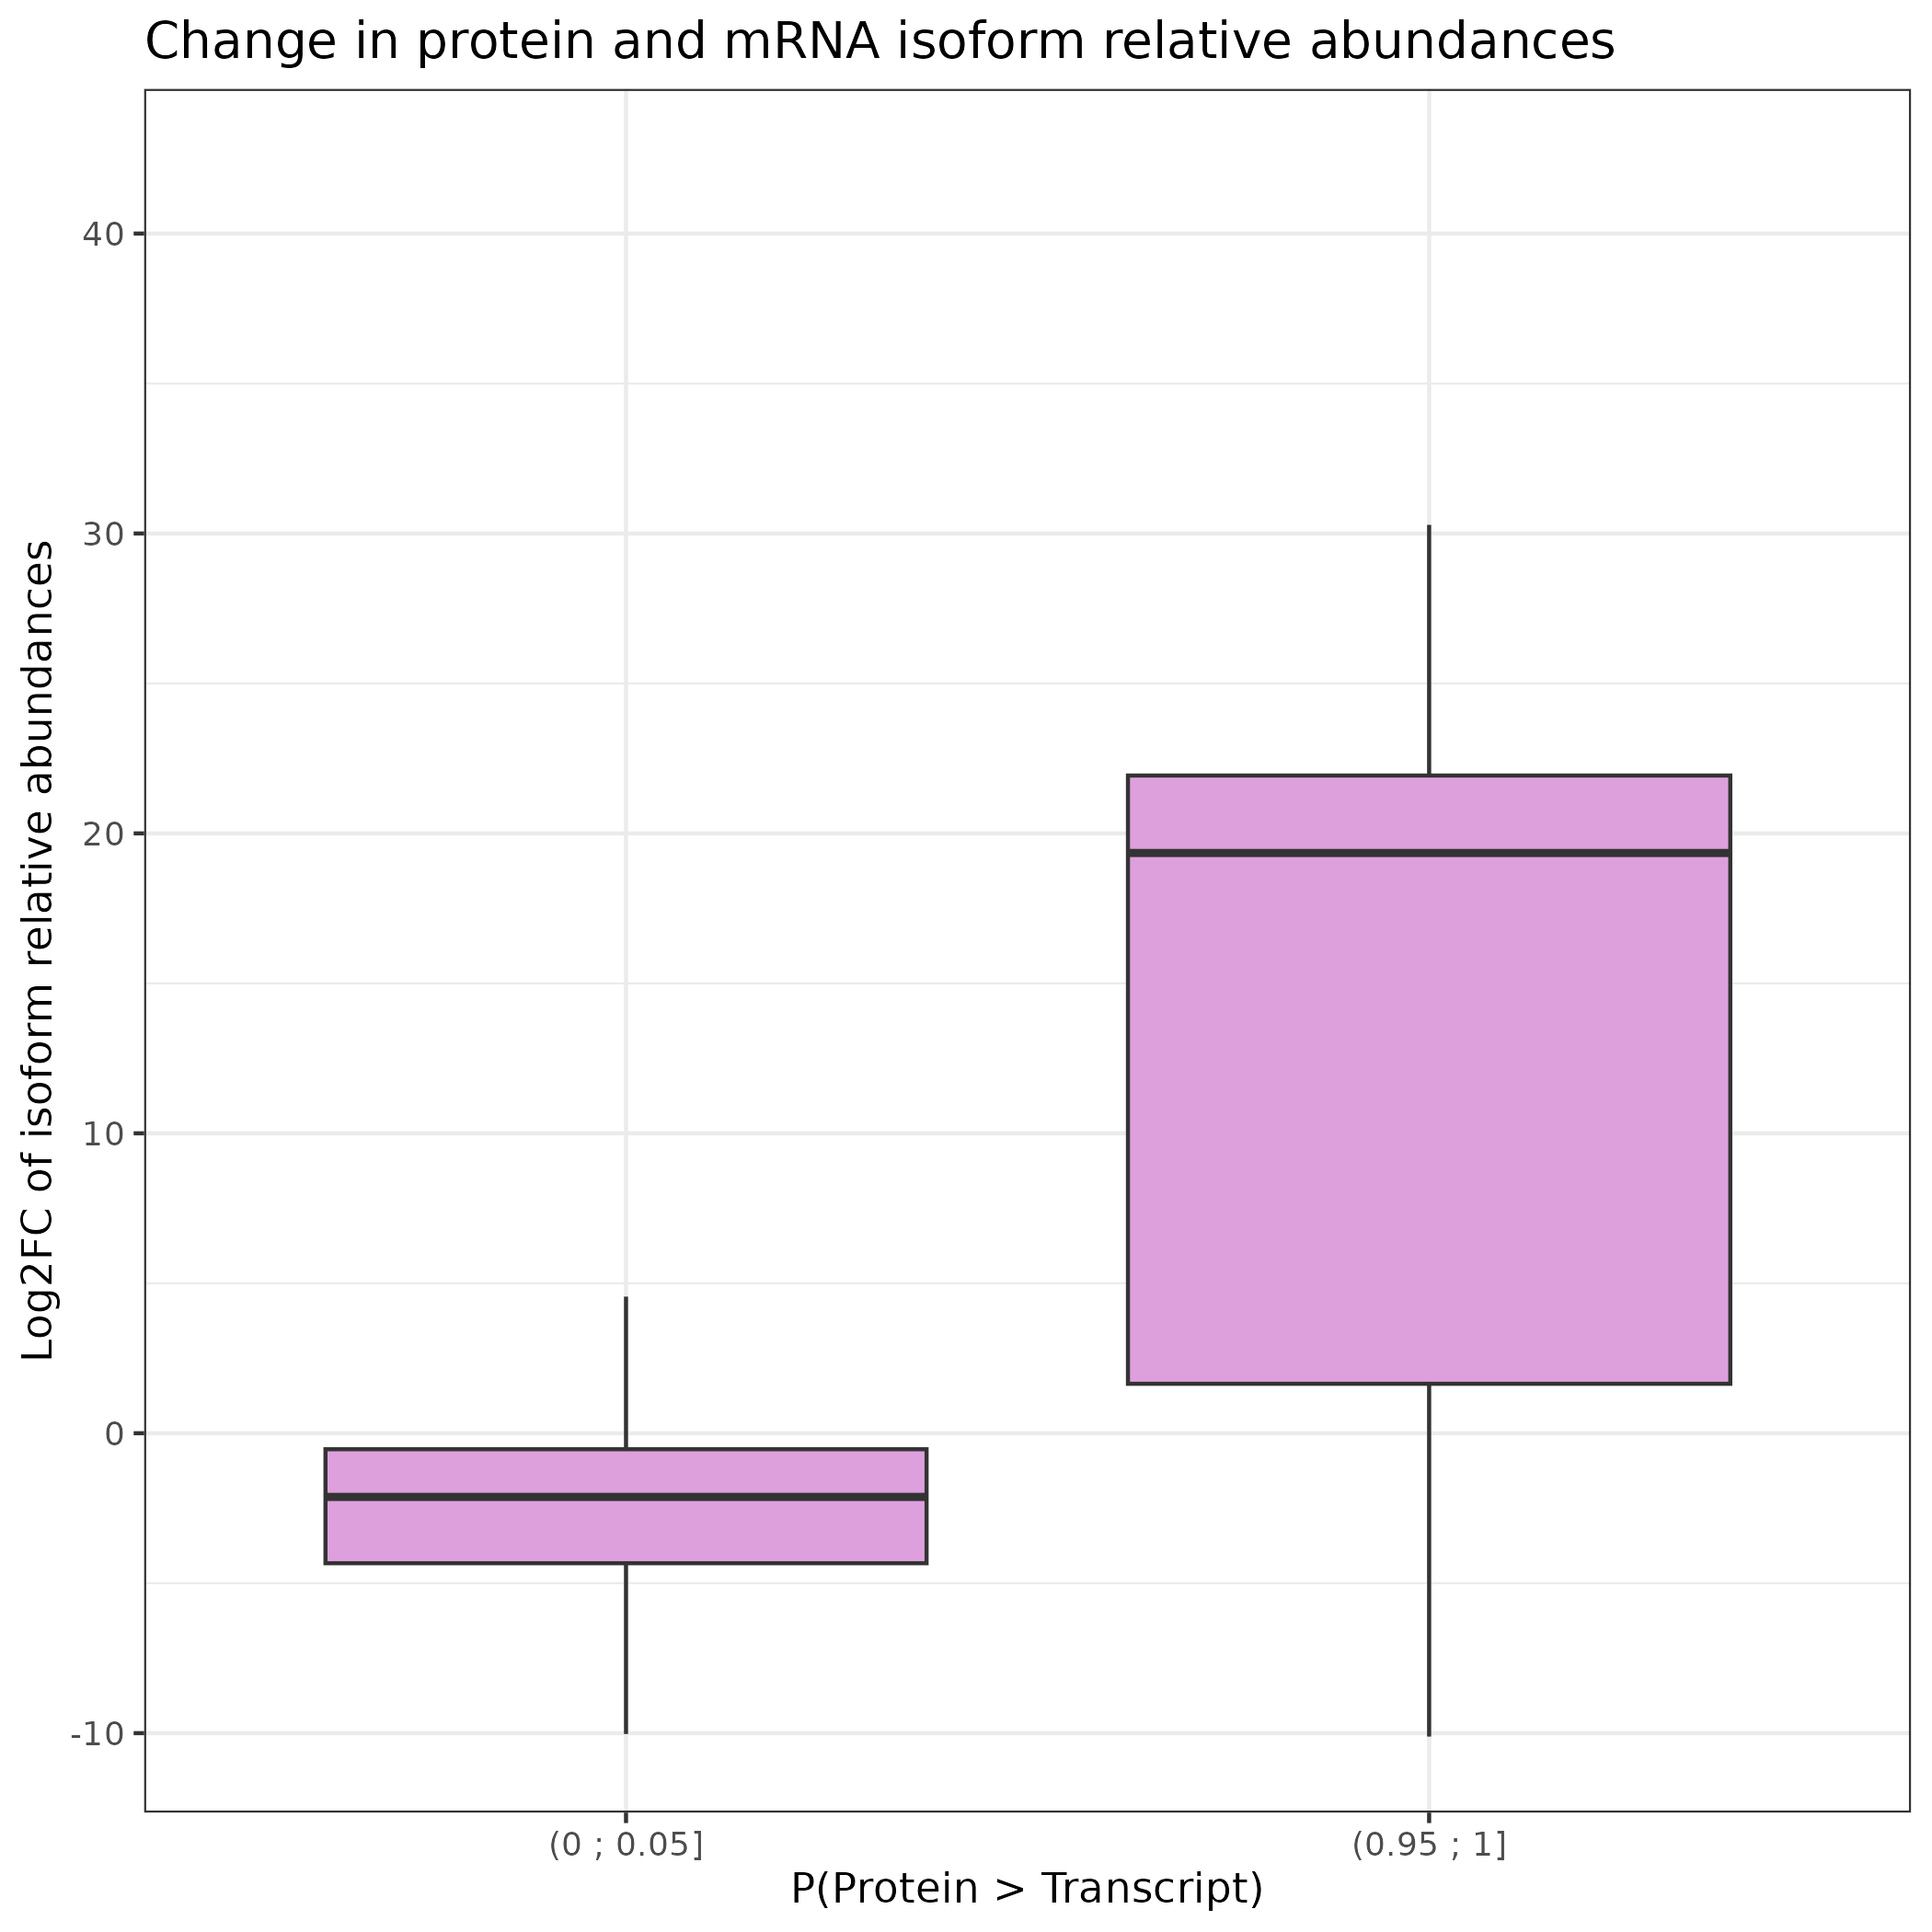 Change in protein and mRNA isoform relative abundances
Log2FC of isoform relative abundances
40
30
20
10
0
-10
(0 ; 0.05]
(0.95 ; 1]
P(Protein > Transcript)